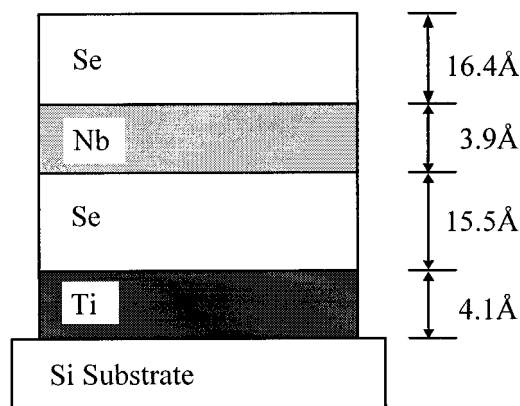 Se
16.4Å
Nb
3.9Å
Se
15.5Å
Ti
4.1Å
Si Substrate